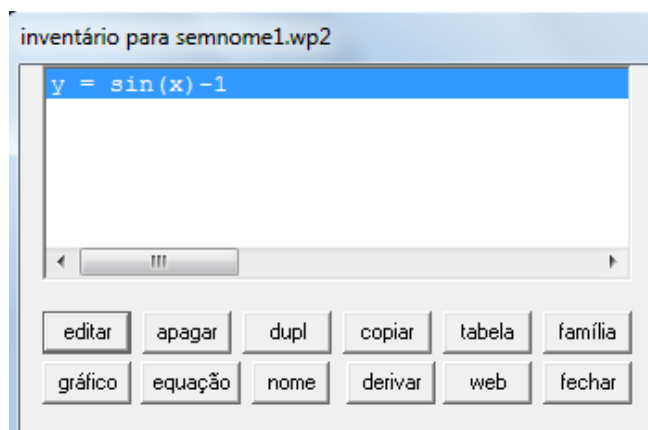 inventário para semnome1.wp2
y = sin(x)-1
editar apagar dupl copiar tabela família
gráfico equação nome derivar web fechar